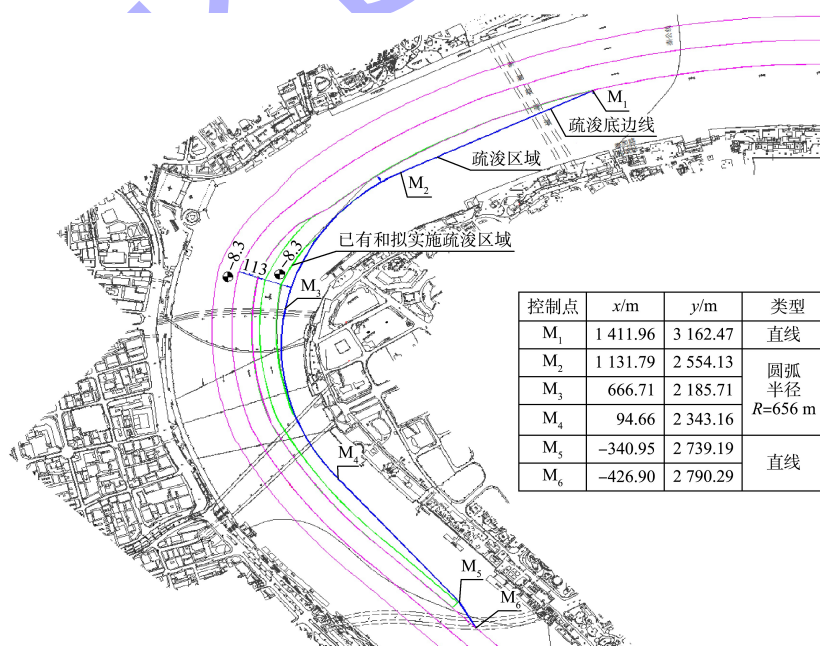 M₁
疏浚底边线
疏浚区域
M₂
已有和拟实施疏浚区域
-8.3
113
-8.3
M₃
M₄
M₅
M₆
控制点 x/m y/m 类型
M₁ 1 411.96 3 162.47 直线
M₂ 1 131.79 2 554.13 圆弧
M₃ 666.71 2 185.71 半径
M₄ 94.66 2 343.16 R=656 m
M₅ -340.95 2 739.19 直线
M₆ -426.90 2 790.29